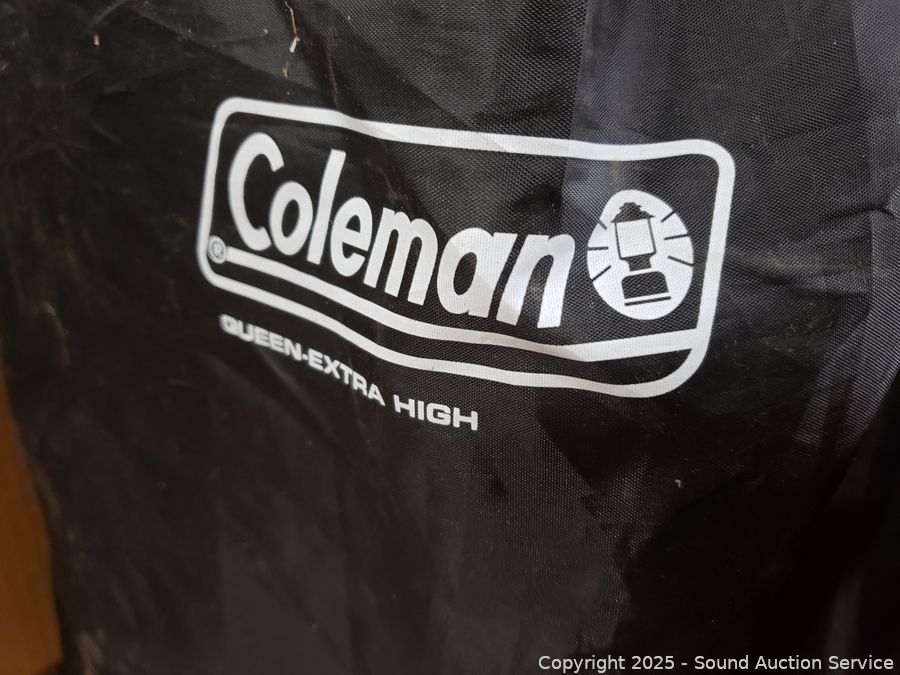 Coleman
®
QUEEN-EXTRA HIGH
Copyright 2025 - Sound Auction Service